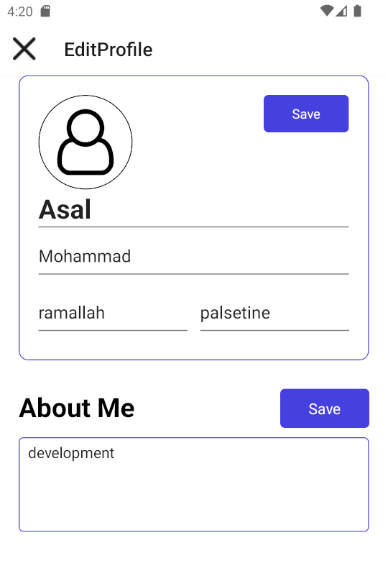 4:20
EditProfile
Save
Asal
Mohammad
ramallah palsetine
About Me Save
development